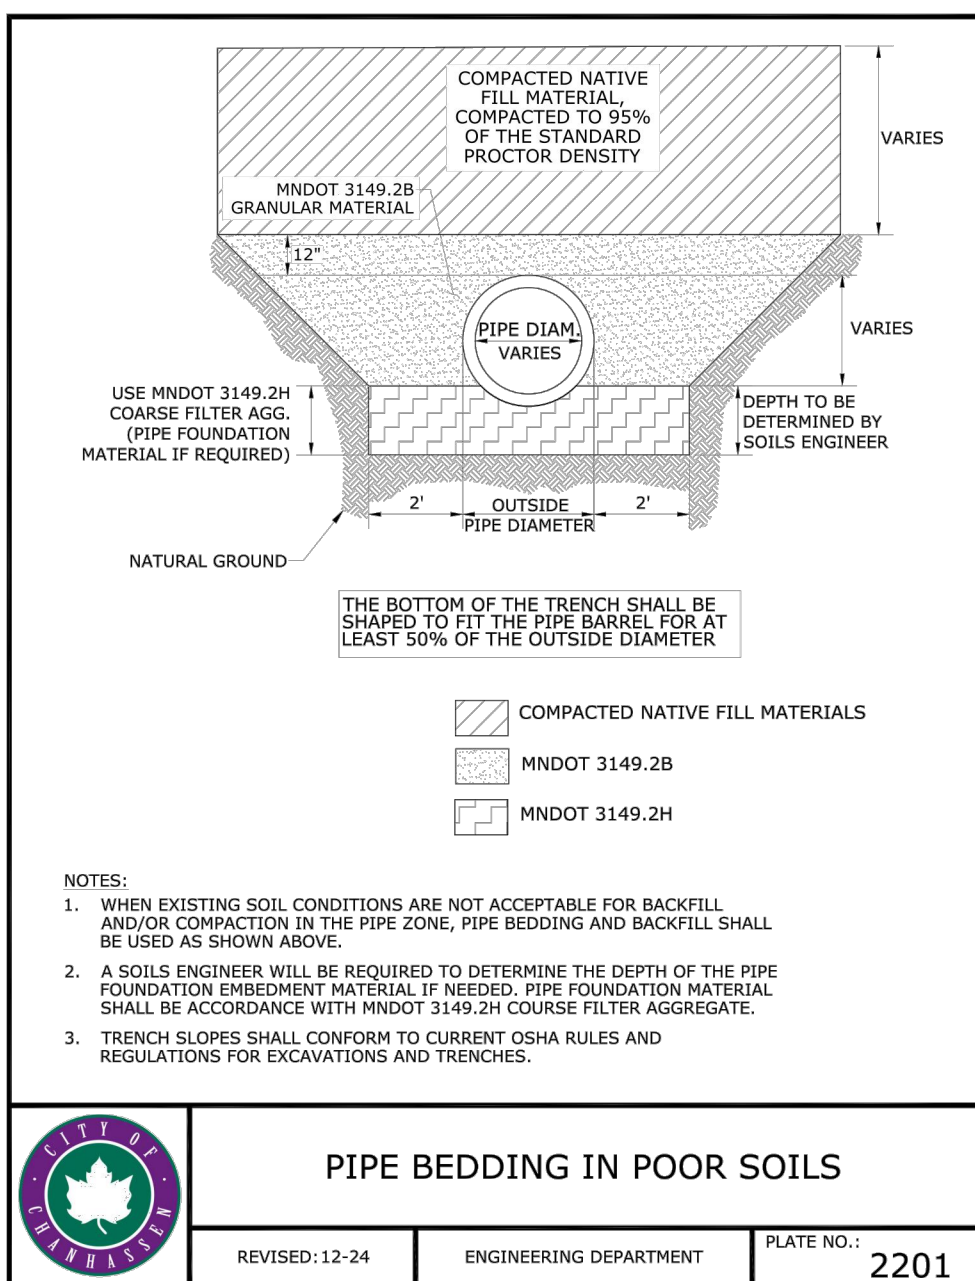 COMPACTED NATIVE
FILL MATERIAL,
COMPACTED TO 95%
OF THE STANDARD
PROCTOR DENSITY
VARIES
MNDOT 3149.2B
GRANULAR MATERIAL
12"
PIPE DIAM.
VARIES
VARIES
USE MNDOT 3149.2H
COARSE FILTER AGG.
(PIPE FOUNDATION
MATERIAL IF REQUIRED)
DEPTH TO BE
DETERMINED BY
SOILS ENGINEER
2'
OUTSIDE
PIPE DIAMETER
2'
NATURAL GROUND
THE BOTTOM OF THE TRENCH SHALL BE
SHAPED TO FIT THE PIPE BARREL FOR AT
LEAST 50% OF THE OUTSIDE DIAMETER
COMPACTED NATIVE FILL MATERIALS
MNDOT 3149.2B
MNDOT 3149.2H
NOTES:
1. WHEN EXISTING SOIL CONDITIONS ARE NOT ACCEPTABLE FOR BACKFILL
AND/OR COMPACTION IN THE PIPE ZONE, PIPE BEDDING AND BACKFILL SHALL
BE USED AS SHOWN ABOVE.
2. A SOILS ENGINEER WILL BE REQUIRED TO DETERMINE THE DEPTH OF THE PIPE
FOUNDATION EMBEDMENT MATERIAL IF NEEDED. PIPE FOUNDATION MATERIAL
SHALL BE ACCORDANCE WITH MNDOT 3149.2H COURSE FILTER AGGREGATE.
3. TRENCH SLOPES SHALL CONFORM TO CURRENT OSHA RULES AND
REGULATIONS FOR EXCAVATIONS AND TRENCHES.
CITY OF
CHANHASSEN
PIPE BEDDING IN POOR SOILS
REVISED:12-24
ENGINEERING DEPARTMENT
PLATE NO.:
2201